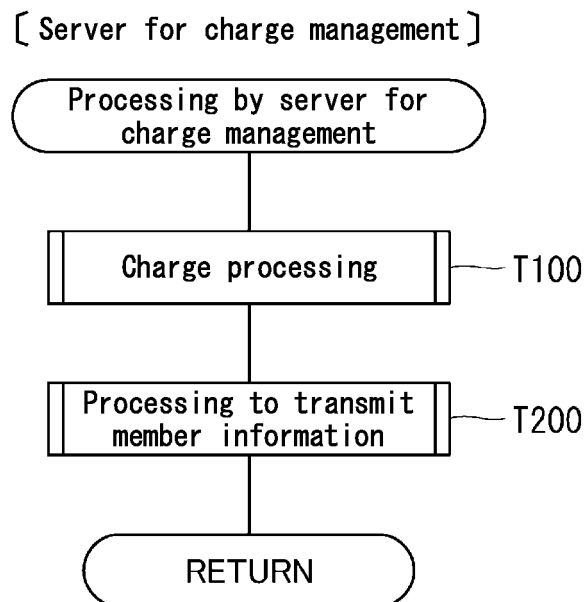 [ Server for charge management ]
Processing by server for
charge management
Charge processing
T100
Processing to transmit
member information
T200
RETURN